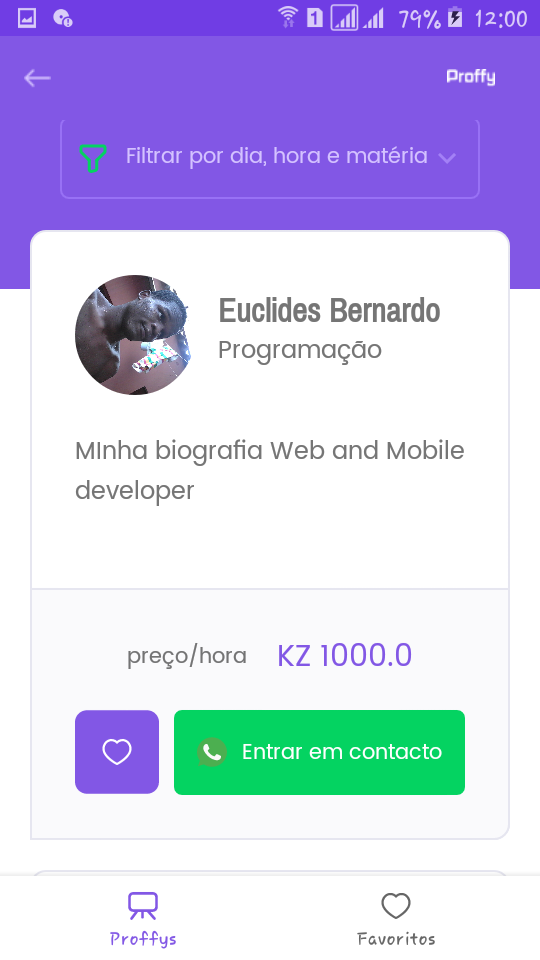 1 79% 12:00
Proffy
Filtrar por dia, hora e matéria
Euclides Bernardo
Programação
MInha biografia Web and Mobile
developer
preço/hora KZ 1000.0
Entrar em contacto
Proffys Favoritos